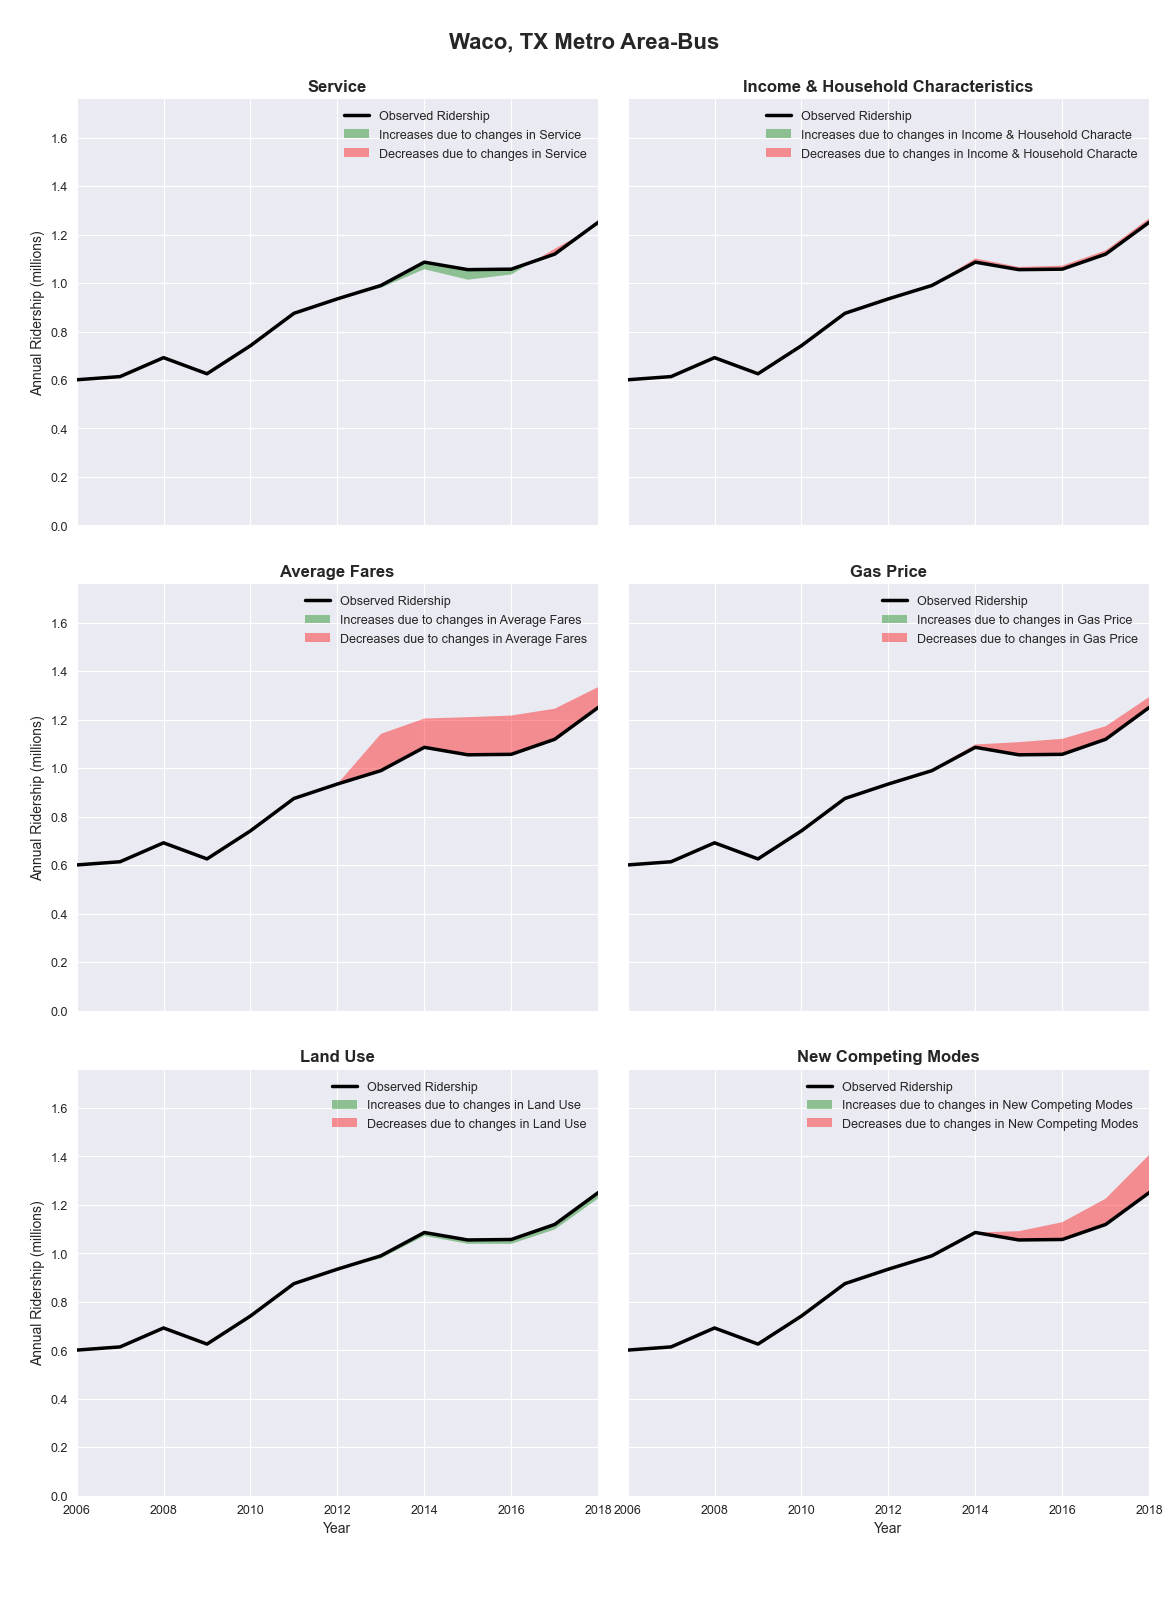 Waco, TX Metro Area-Bus
Service
Observed Ridership
Increases due to changes in Service
Decreases due to changes in Service
Annual Ridership (millions)
1.6
1.4
1.2
1.0
0.8
0.6
0.4
0.2
0.0
Income & Household Characteristics
Observed Ridership
Increases due to changes in Income & Household Characte
Decreases due to changes in Income & Household Characte
Average Fares
Observed Ridership
Increases due to changes in Average Fares
Decreases due to changes in Average Fares
Annual Ridership (millions)
1.6
1.4
1.2
1.0
0.8
0.6
0.4
0.2
0.0
Gas Price
Observed Ridership
Increases due to changes in Gas Price
Decreases due to changes in Gas Price
Land Use
Observed Ridership
Increases due to changes in Land Use
Decreases due to changes in Land Use
Annual Ridership (millions)
1.6
1.4
1.2
1.0
0.8
0.6
0.4
0.2
0.0
2006 2008 2010 2012 2014 2016 2018
Year
New Competing Modes
Observed Ridership
Increases due to changes in New Competing Modes
Decreases due to changes in New Competing Modes
2006 2008 2010 2012 2014 2016 2018
Year